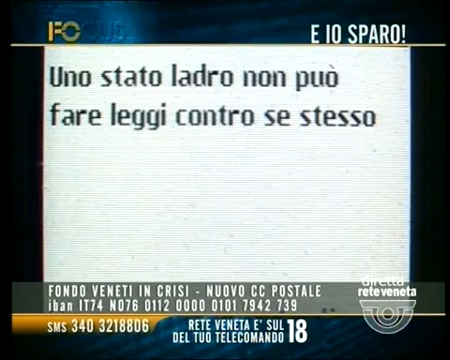 FOCUS
E IO SPARO!
Uno stato ladro non può
fare leggi contro se stesso
FONDO VENETI IN CRISI - NUOVO CC POSTALE
iban IT74 N076 0112 0000 0101 7942 739
diretta
reteveneta
SMS 340 3218806
RETE VENETA E' SUL
DEL TUO TELECOMANDO 18